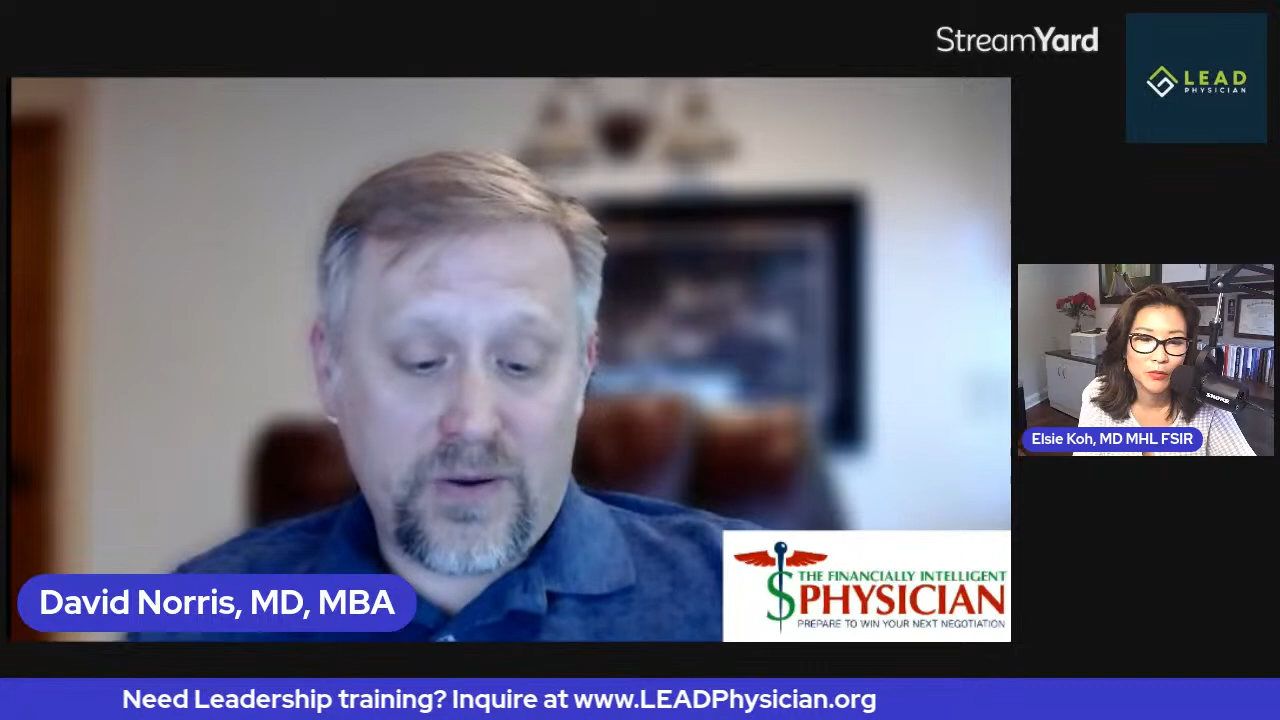 StreamYard
LEAD
PHYSICIAN
Elsie Koh, MD MHL FSIR
SHURE
THE FINANCIALLY INTELLIGENT
$PHYSICIAN
PREPARE TO WIN YOUR NEXT NEGOTIATION
David Norris, MD, MBA
Need Leadership training? Inquire at www.LEADPhysician.org